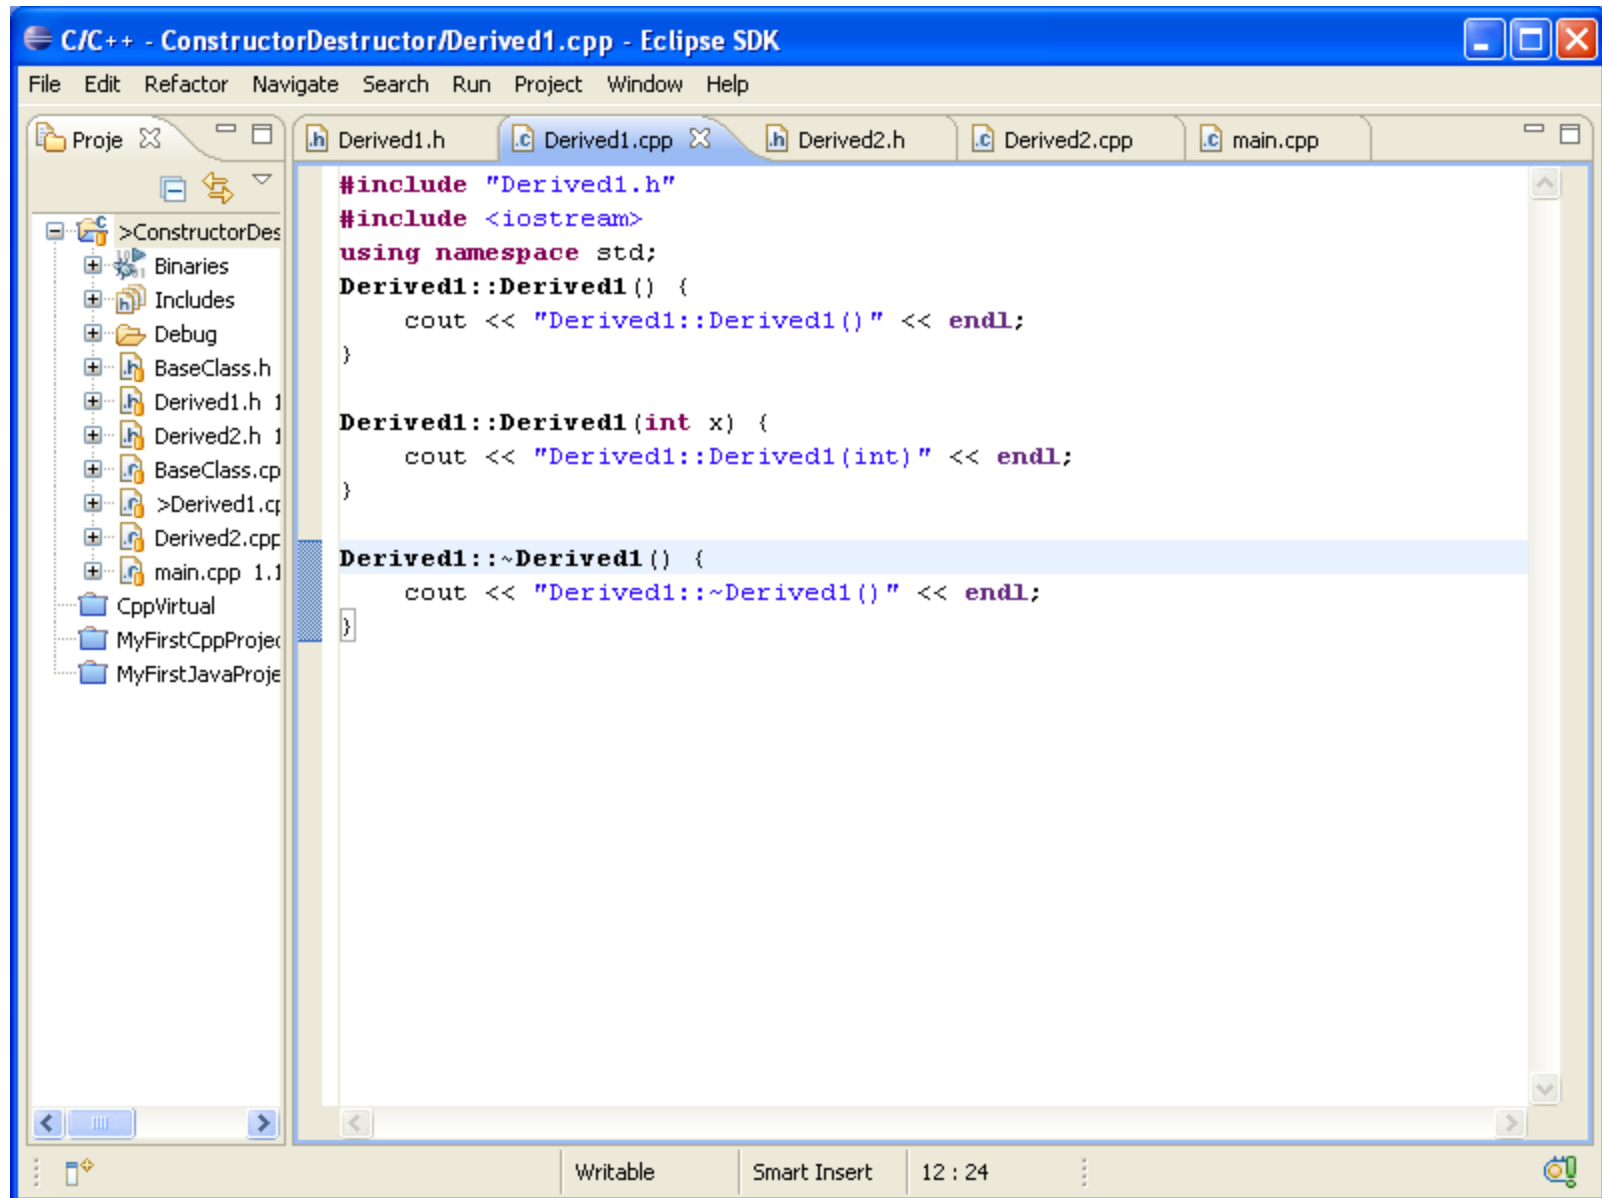 C/C++ - ConstructorDestructor/Derived1.cpp - Eclipse SDK
File Edit Refactor Navigate Search Run Project Window Help
Proje
Derived1.h Derived1.cpp Derived2.h Derived2.cpp main.cpp
>ConstructorDes
Binaries
Includes
Debug
BaseClass.h
Derived1.h 1
Derived2.h 1
BaseClass.cp
>Derived1.cp
Derived2.cpp
main.cpp 1.1
CppVirtual
MyFirstCppProjec
MyFirstJavaProje
#include "Derived1.h"
#include <iostream>
using namespace std;
Derived1::Derived1() {
    cout << "Derived1::Derived1()" << endl;
}
Derived1::Derived1(int x) {
    cout << "Derived1::Derived1(int)" << endl;
}
Derived1::~Derived1() {
    cout << "Derived1::~Derived1()" << endl;
}
Writable Smart Insert 12 : 24